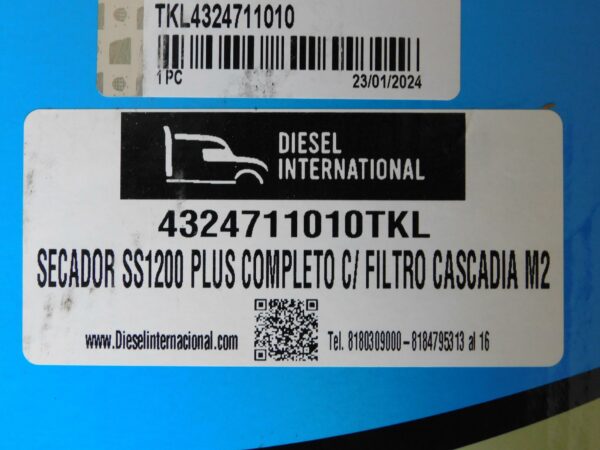 TKL4324711010
1 PC 23/01/2024
DIESEL
INTERNATIONAL
4324711010TKL
SECADOR SS1200 PLUS COMPLETO C/ FILTRO CASCADIA M2
www.Dieselinternacional.com Tel. 8180309000-8184795313 al 16